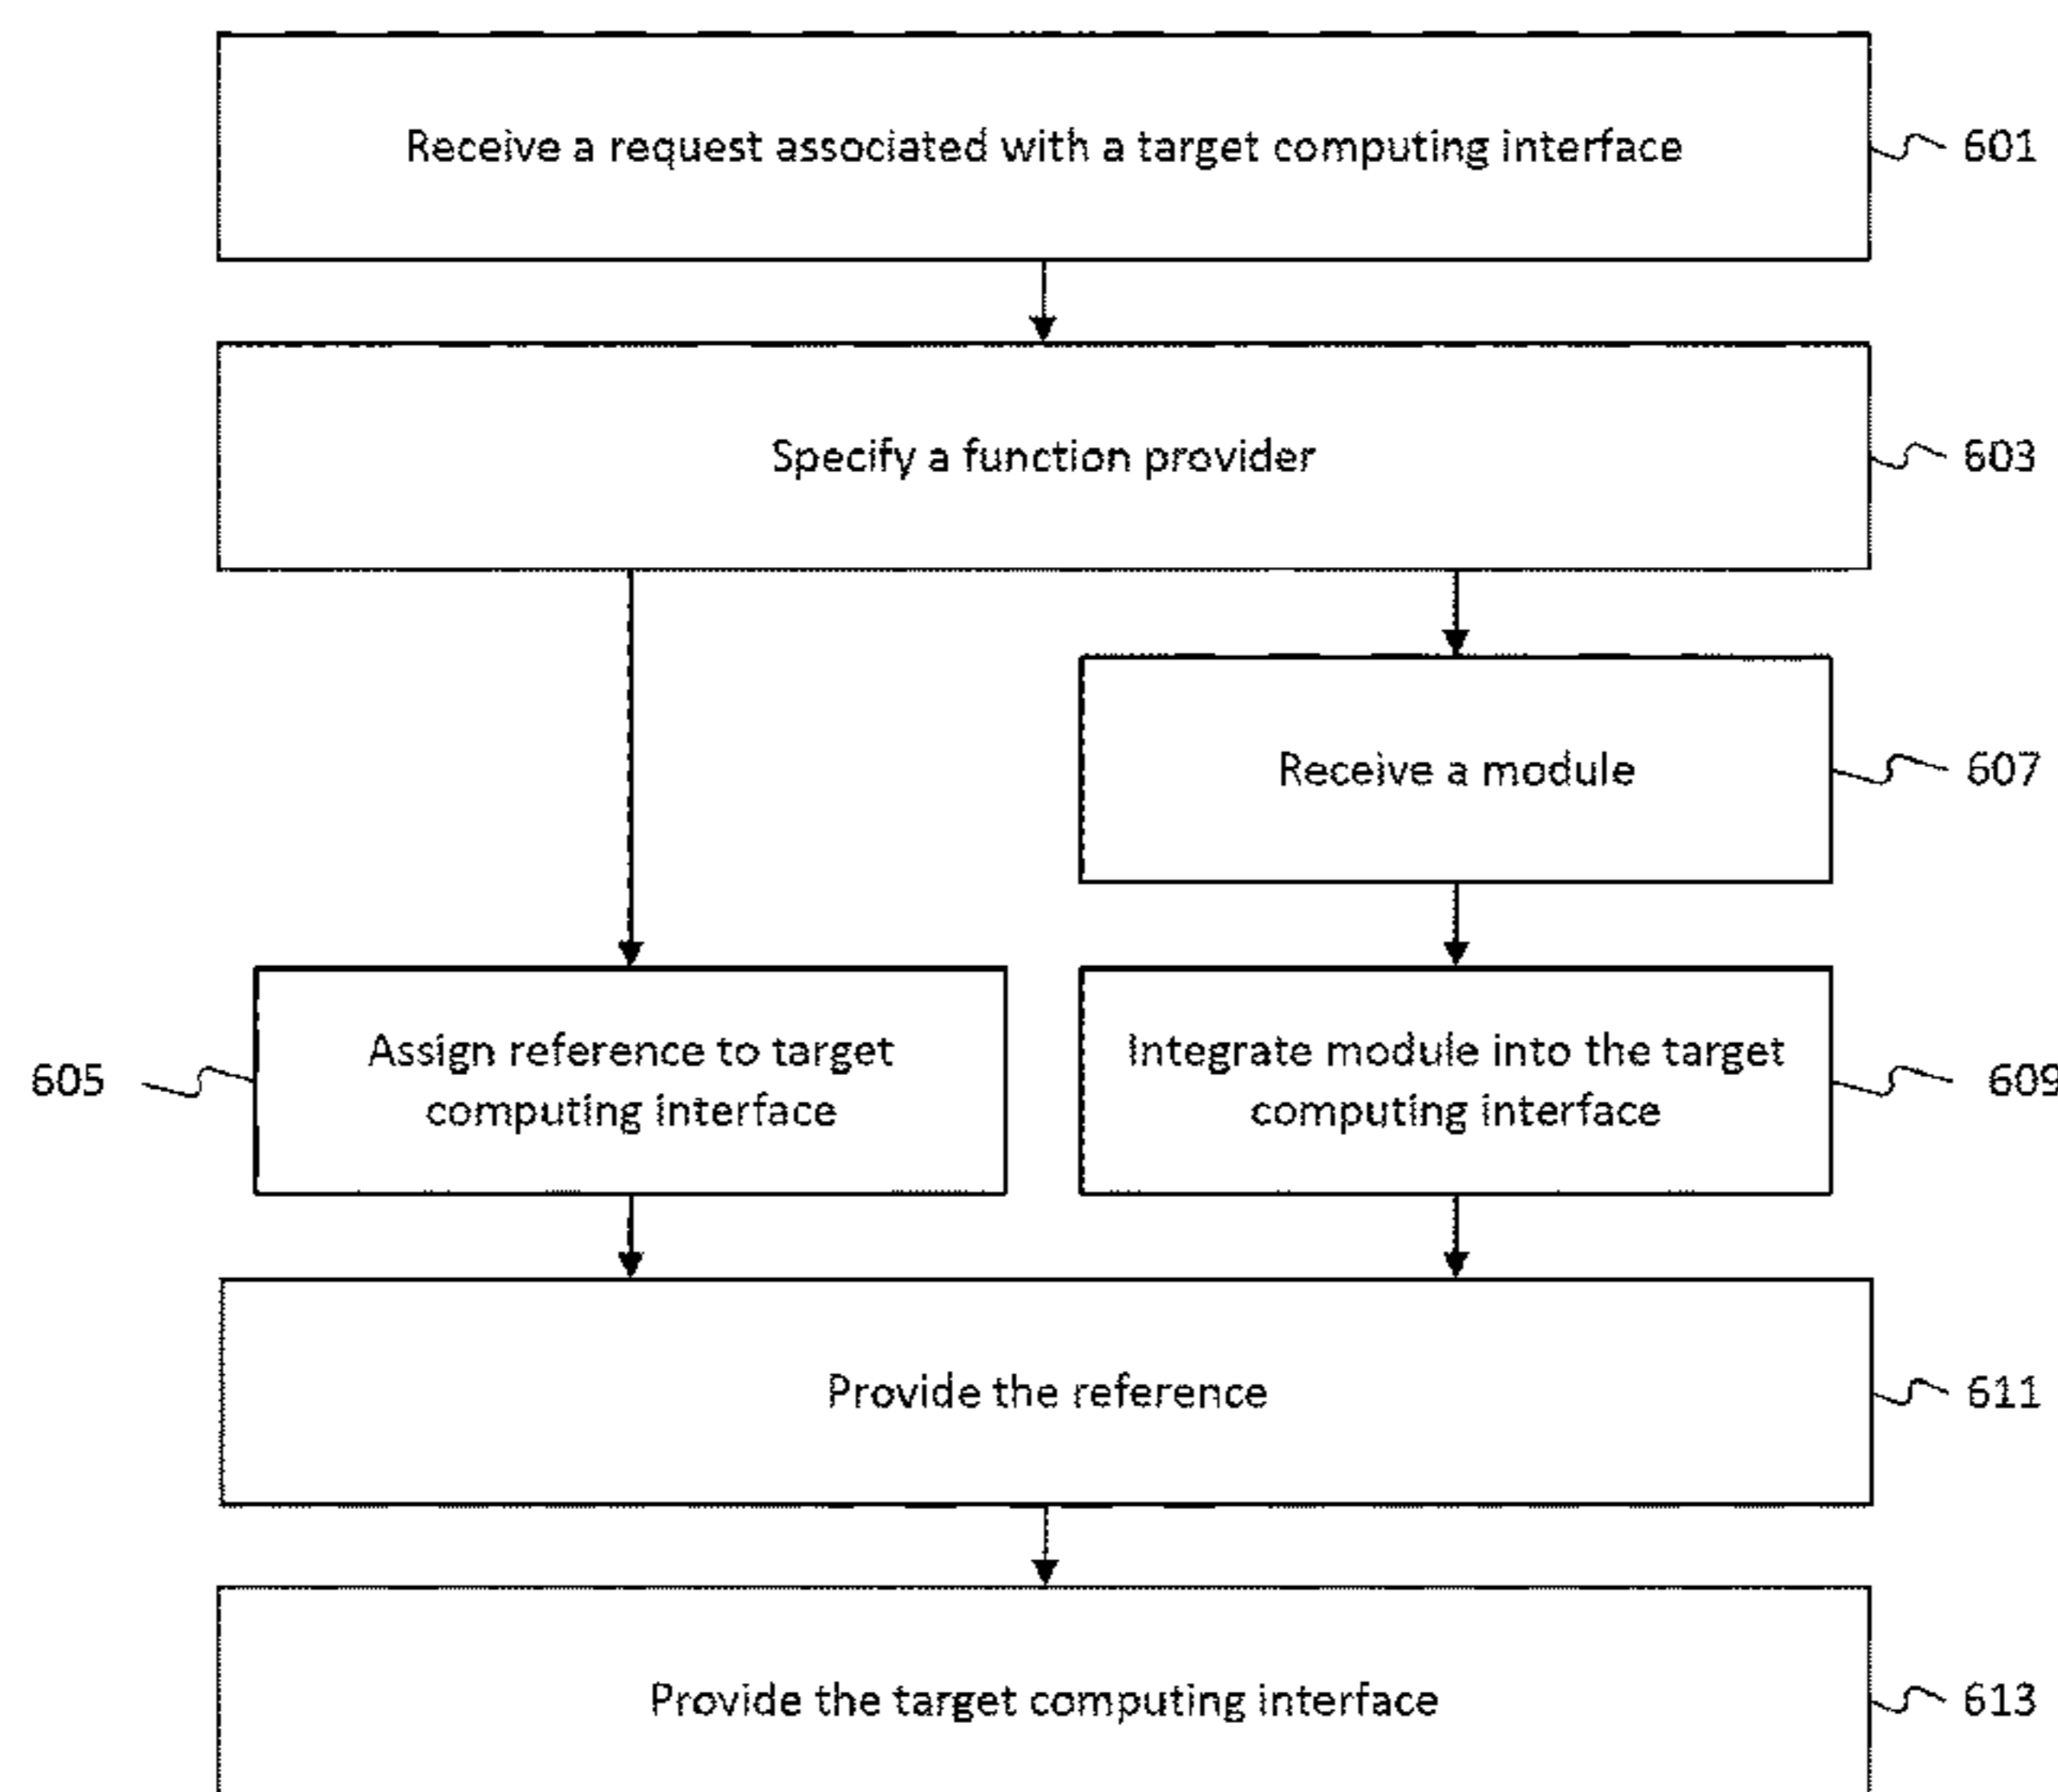 Receive a request associated with a target computing interface
601
Specify a function provider
603
Receive a module
607
605
Assign reference to target
computing interface
Integrate module into the target
computing interface
609
Provide the reference
611
Provide the target computing interface
613